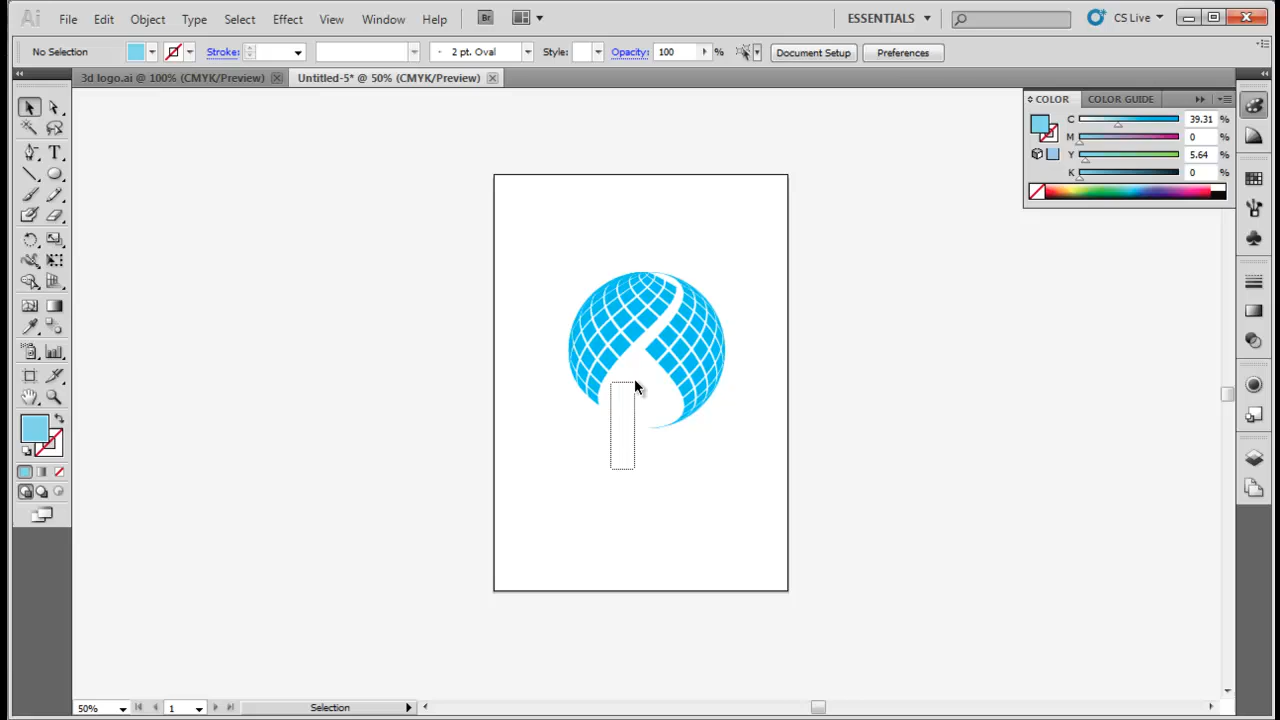 Ai File Edit Object Type Select Effect View Window Help Br ESSENTIALS CS Live
No Selection Stroke: 2 pt. Oval Style: Opacity: 100 % Document Setup Preferences
3d logo.ai @ 100% (CMYK/Preview) Untitled-5* @ 50% (CMYK/Preview)
COLOR COLOR GUIDE
C 39.31 %
M 0 %
Y 5.64 %
K 0 %
T
50% 1 Selection